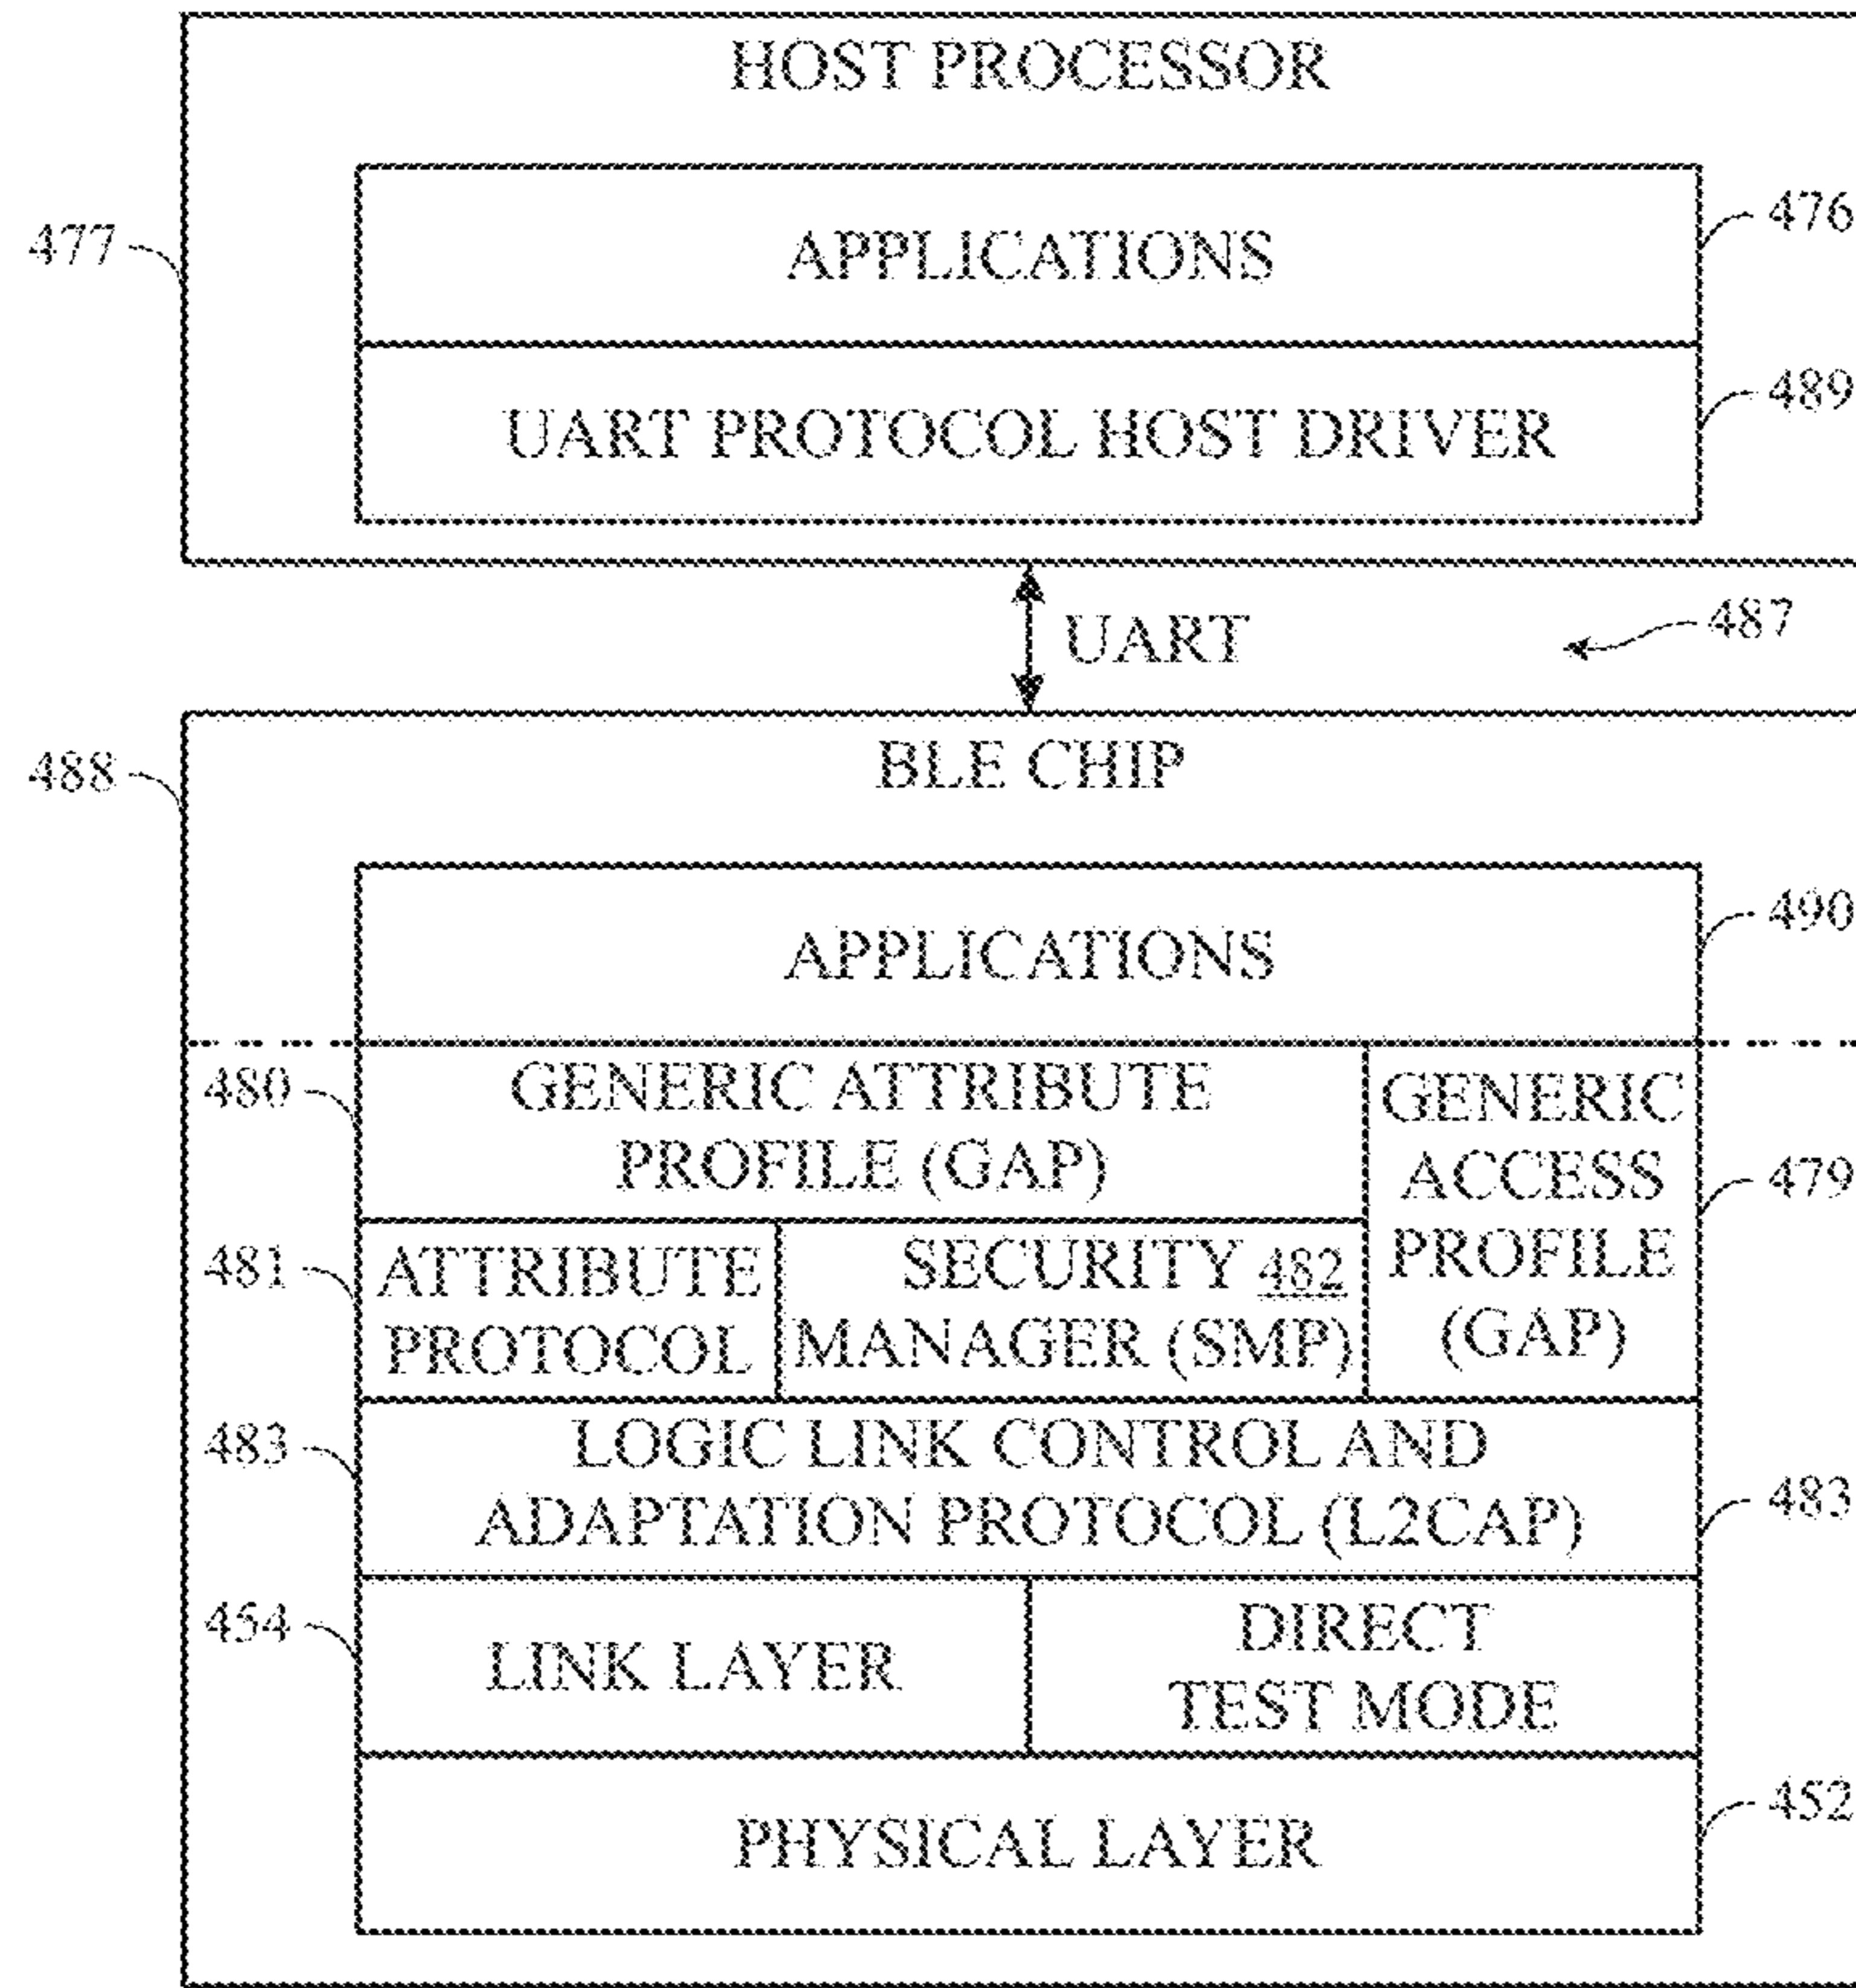 HOST PROCESSOR
477
APPLICATIONS
476
UART PROTOCOL HOST DRIVER
489
UART
487
488
BLE CHIP
APPLICATIONS
490
480
GENERIC ATTRIBUTE
PROFILE (GAP)
GENERIC
ACCESS
PROFILE
(GAP)
479
481
ATTRIBUTE
PROTOCOL
SECURITY 482
MANAGER (SMP)
483
LOGIC LINK CONTROL AND
ADAPTATION PROTOCOL (L2CAP)
483
454
LINK LAYER
DIRECT
TEST MODE
PHYSICAL LAYER
452